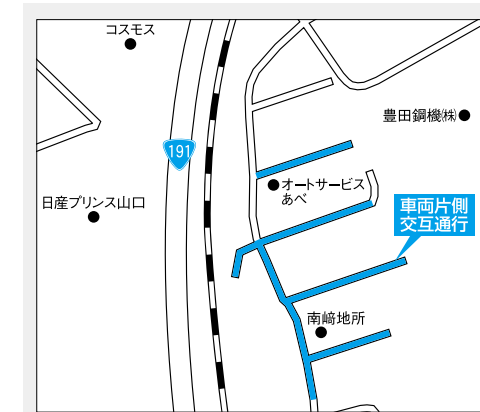 コスモス
豊田鋼機㈱
191
オートサービス
あべ
日産プリンス山口
車両片側
交互通行
南﨑地所